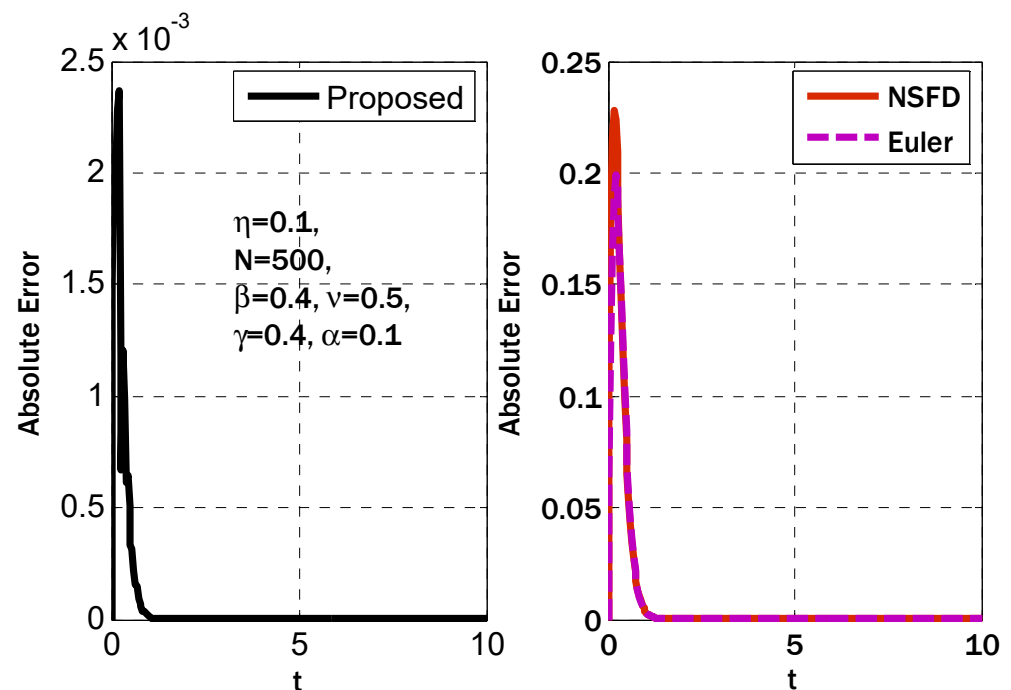 x 10^-3
2.5
2
1.5
1
0.5
0
0
5
10
Absolute Error
t
Proposed
η=0.1,
N=500,
β=0.4, ν=0.5,
γ=0.4, α=0.1
0.25
0.2
0.15
0.1
0.05
0
0
5
10
Absolute Error
t
NSFD
Euler